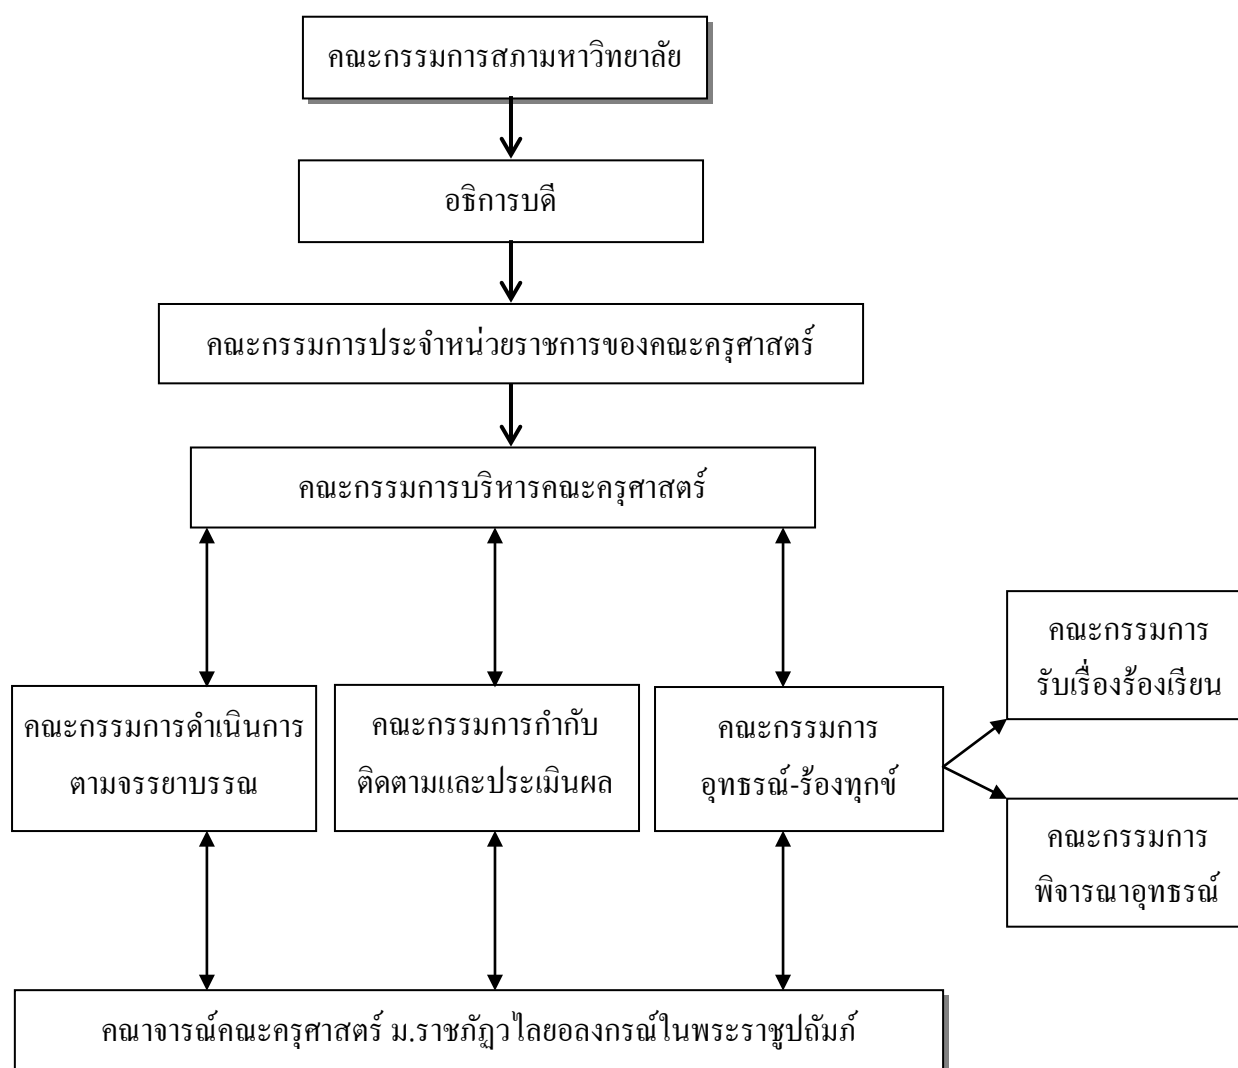 คณะกรรมการสภามหาวิทยาลัย
อธิการบดี
คณะกรรมการประจำหน่วยราชการของคณะครุศาสตร์
คณะกรรมการบริหารคณะครุศาสตร์
คณะกรรมการดำเนินการ
ตามจรรยาบรรณ
คณะกรรมการกำกับ
ติดตามและประเมินผล
คณะกรรมการ
อุทธรณ์-ร้องทุกข์
คณะกรรมการ
รับเรื่องร้องเรียน
คณะกรรมการ
พิจารณาอุทธรณ์
คณาจารณ์คณะครุศาสตร์ ม.ราชภัฏวไลยอลงกรณ์ในพระราชูปถัมภ์